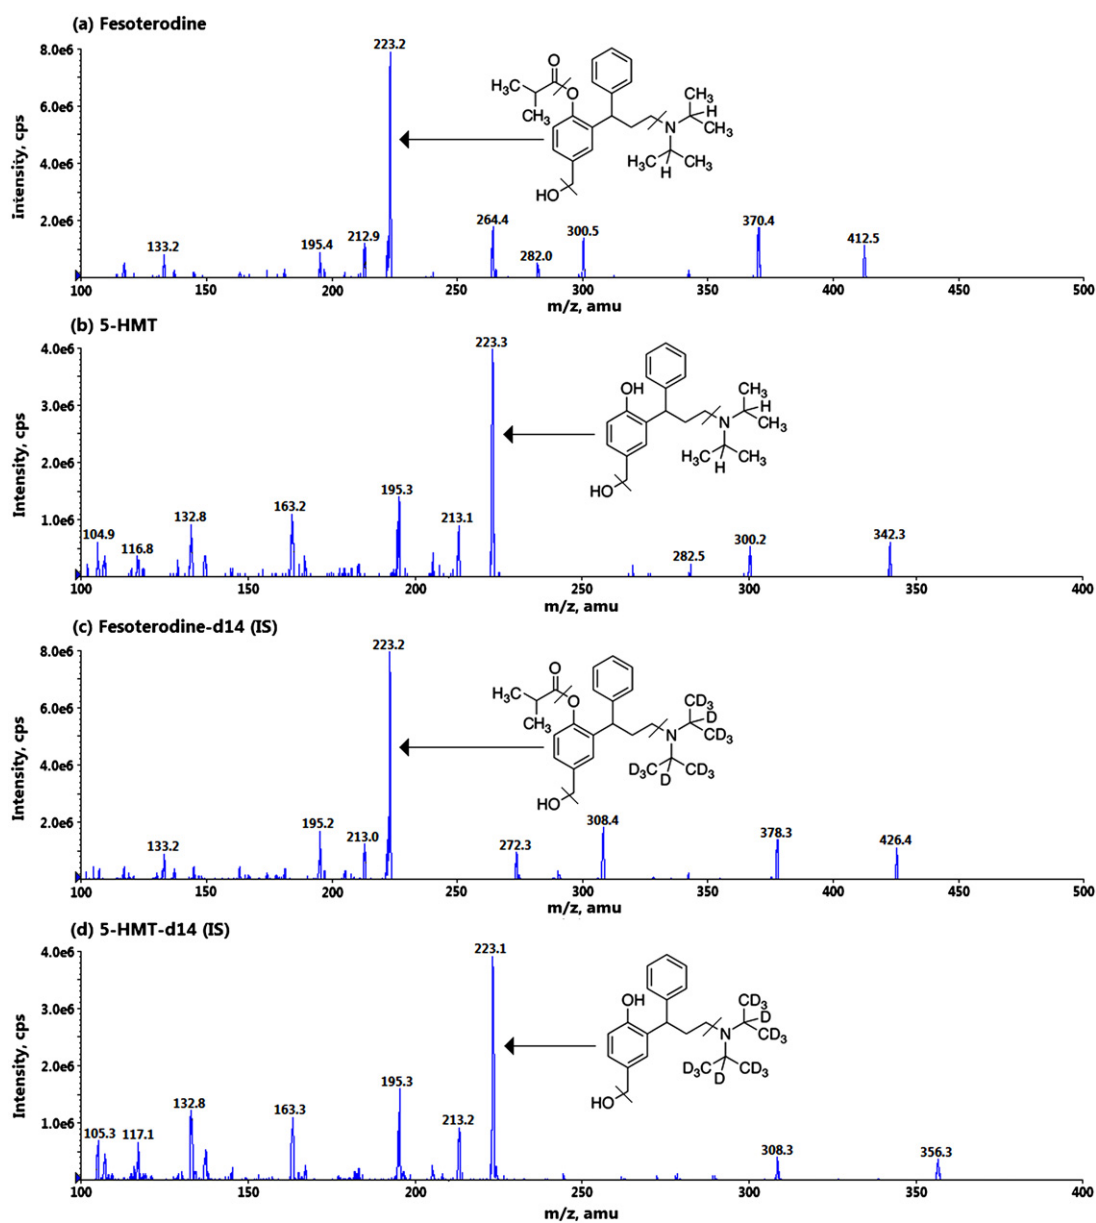 (a) Fesoterodine
Intensity, cps
8.0e6
6.0e6
4.0e6
2.0e6
133.2
195.4
212.9
223.2
264.4
282.0
300.5
370.4
412.5
O
H₃C
O
CH₃
HO
N
CH₃
H
CH₃
H₃C
CH₃
H
100 150 200 250 300 350 400 450 500
m/z, amu
(b) 5-HMT
Intensity, cps
4.0e6
3.0e6
2.0e6
1.0e6
104.9
116.8
132.8
163.2
195.3
213.1
223.3
282.5
300.2
342.3
OH
HO
N
CH₃
H
CH₃
H₃C
CH₃
H
100 150 200 250 300 350 400
m/z, amu
(c) Fesoterodine-d14 (IS)
Intensity, cps
8.0e6
6.0e6
4.0e6
2.0e6
133.2
195.2
213.0
223.2
272.3
308.4
378.3
426.4
O
H₃C
O
CH₃
HO
N
CD₃
D
CD₃
D₃C
CD₃
D
100 150 200 250 300 350 400 450 500
m/z, amu
(d) 5-HMT-d14 (IS)
Intensity, cps
4.0e6
3.0e6
2.0e6
1.0e6
105.3
117.1
132.8
163.3
195.3
213.2
223.1
308.3
356.3
OH
HO
N
CD₃
D
CD₃
D₃C
CD₃
D
100 150 200 250 300 350 400
m/z, amu